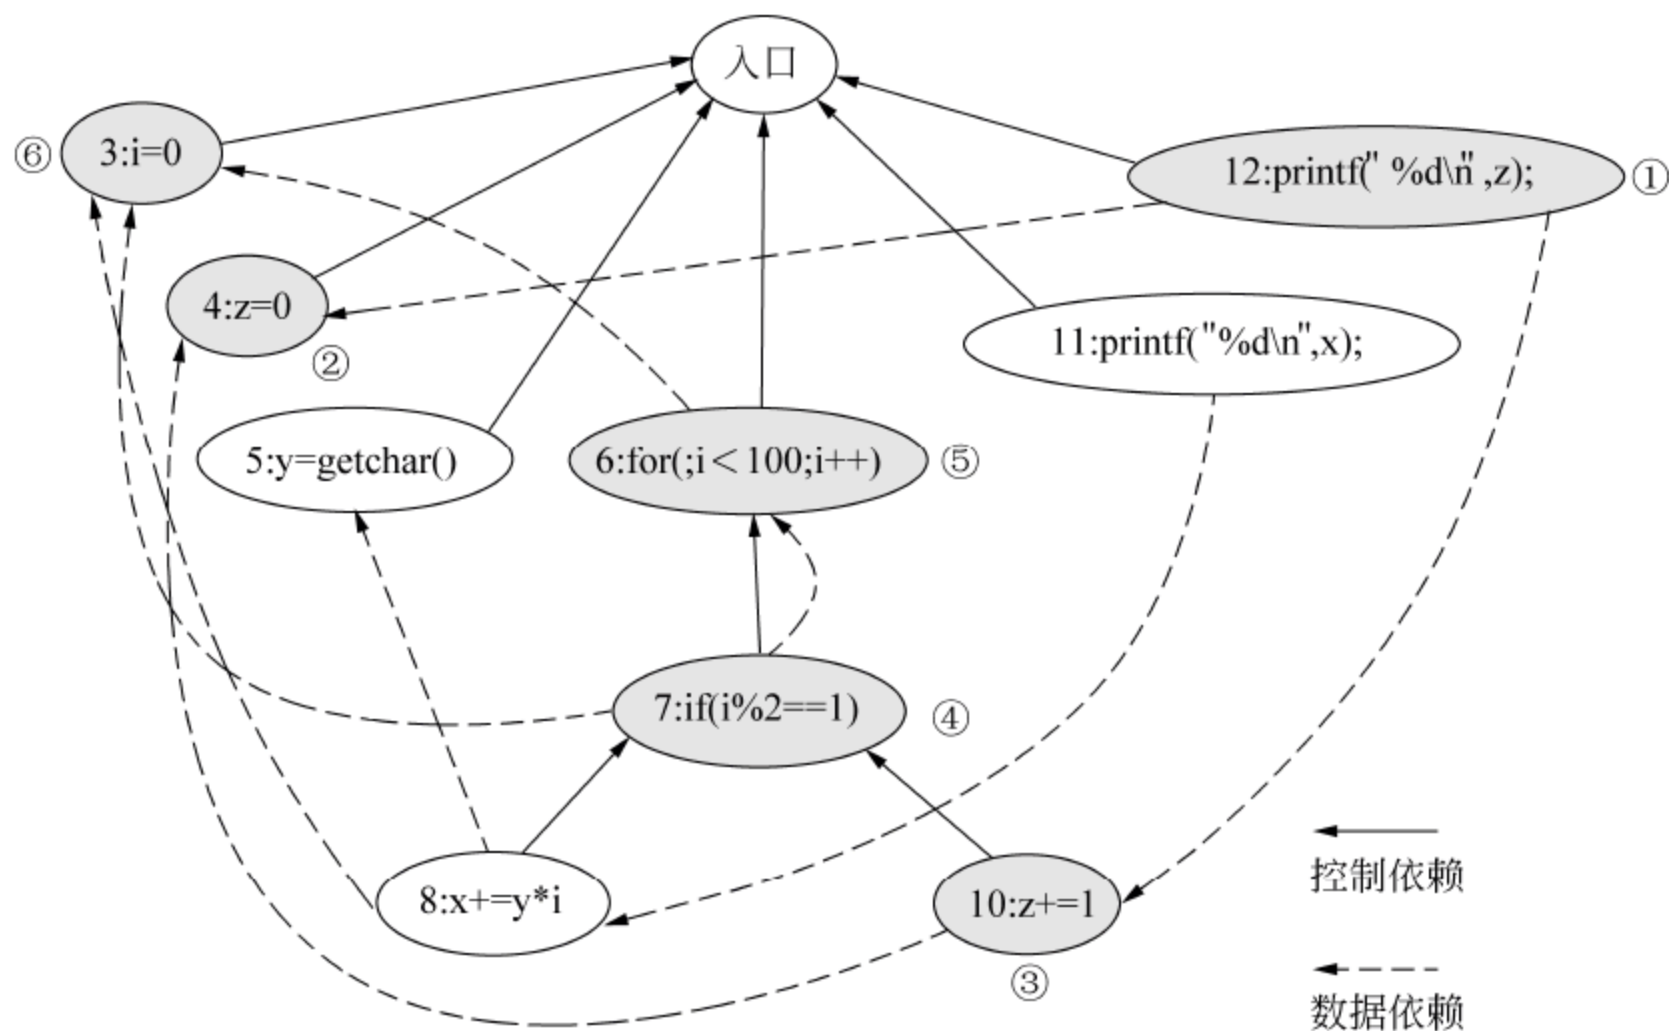 入口
⑥
3:i=0
12:printf(" %d\n",z);
①
4:z=0
②
11:printf("%d\n",x);
5:y=getchar()
6:for(;i<100;i++)
⑤
7:if(i%2==1)
④
8:x+=y*i
10:z+=1
③
控制依赖
数据依赖